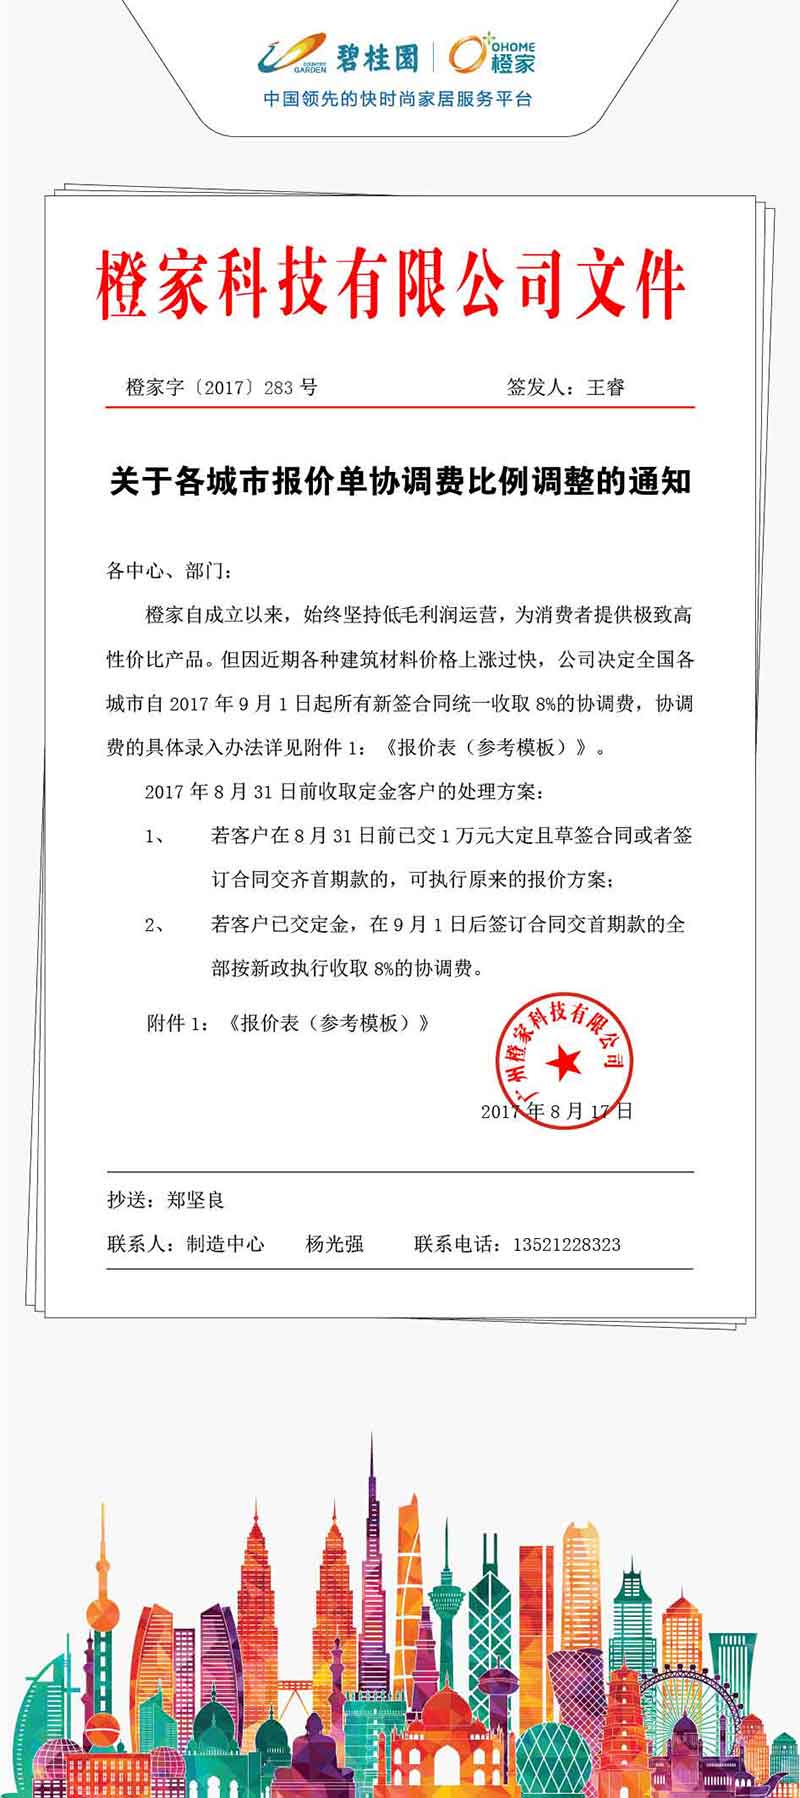 COUNTRY GARDEN 碧桂園 OHOME 橙家
中国领先的快时尚家居服务平台
橙家科技有限公司文件
橙家字〔2017〕283 号 签发人：王睿
关于各城市报价单协调费比例调整的通知
各中心、部门：
橙家自成立以来，始终坚持低毛利润运营，为消费者提供极致高
性价比产品。但因近期各种建筑材料价格上涨过快，公司决定全国各
城市自 2017 年 9 月 1 日起所有新签合同统一收取 8%的协调费，协调
费的具体录入办法详见附件 1：《报价表（参考模板）》。
2017 年 8 月 31 日前收取定金客户的处理方案：
1、 若客户在 8 月 31 日前已交 1 万元大定且草签合同或者签
订合同交齐首期款的，可执行原来的报价方案；
2、 若客户已交定金，在 9 月 1 日后签订合同交首期款的全
部按新政执行收取 8%的协调费。
附件 1：《报价表（参考模板）》
广州橙家科技有限公司
2017 年 8 月 17 日
抄送：郑坚良
联系人：制造中心 杨光强 联系电话：13521228323